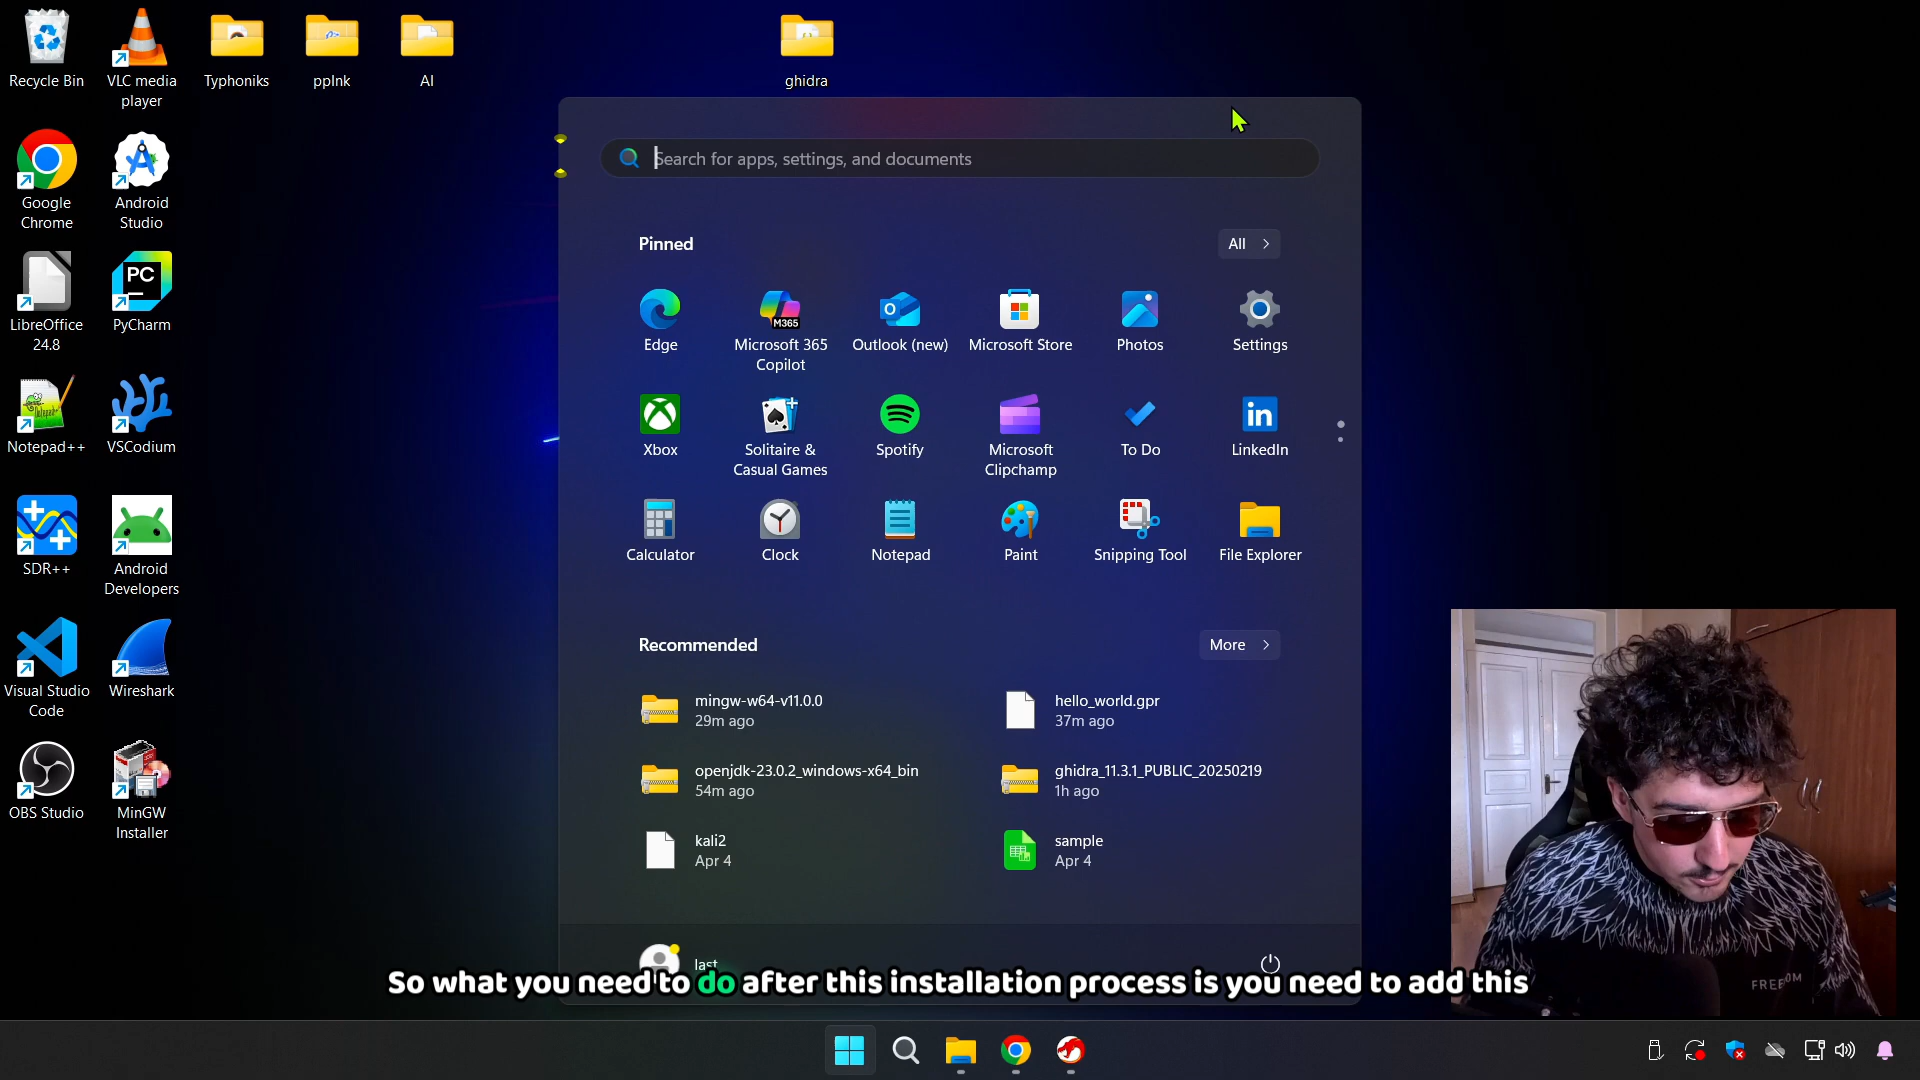 Recycle Bin
VLC media
player
Typhoniks
ppInk
AI
ghidra
Google
Chrome
Android
Studio
LibreOffice
24.8
PC
PyCharm
Notepad++
VSCodium
SDR++
Android
Developers
Visual Studio
Code
Wireshark
OBS Studio
MinGW
Installer
Search for apps, settings, and documents
Pinned
All
Edge
M365
Microsoft 365
Copilot
Outlook (new)
Microsoft Store
Photos
Settings
Xbox
Solitaire &
Casual Games
Spotify
Microsoft
Clipchamp
To Do
in
LinkedIn
Calculator
Clock
Notepad
Paint
Snipping Tool
File Explorer
Recommended
More
mingw-w64-v11.0.0
29m ago
hello_world.gpr
37m ago
openjdk-23.0.2_windows-x64_bin
54m ago
ghidra_11.3.1_PUBLIC_20250219
1h ago
kali2
Apr 4
sample
Apr 4
last
So what you need to do after this installation process is you need to add this
FREEDOM